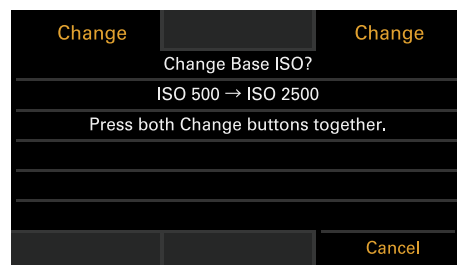 Change Change
Change Base ISO?
ISO 500 → ISO 2500
Press both Change buttons together.
Cancel